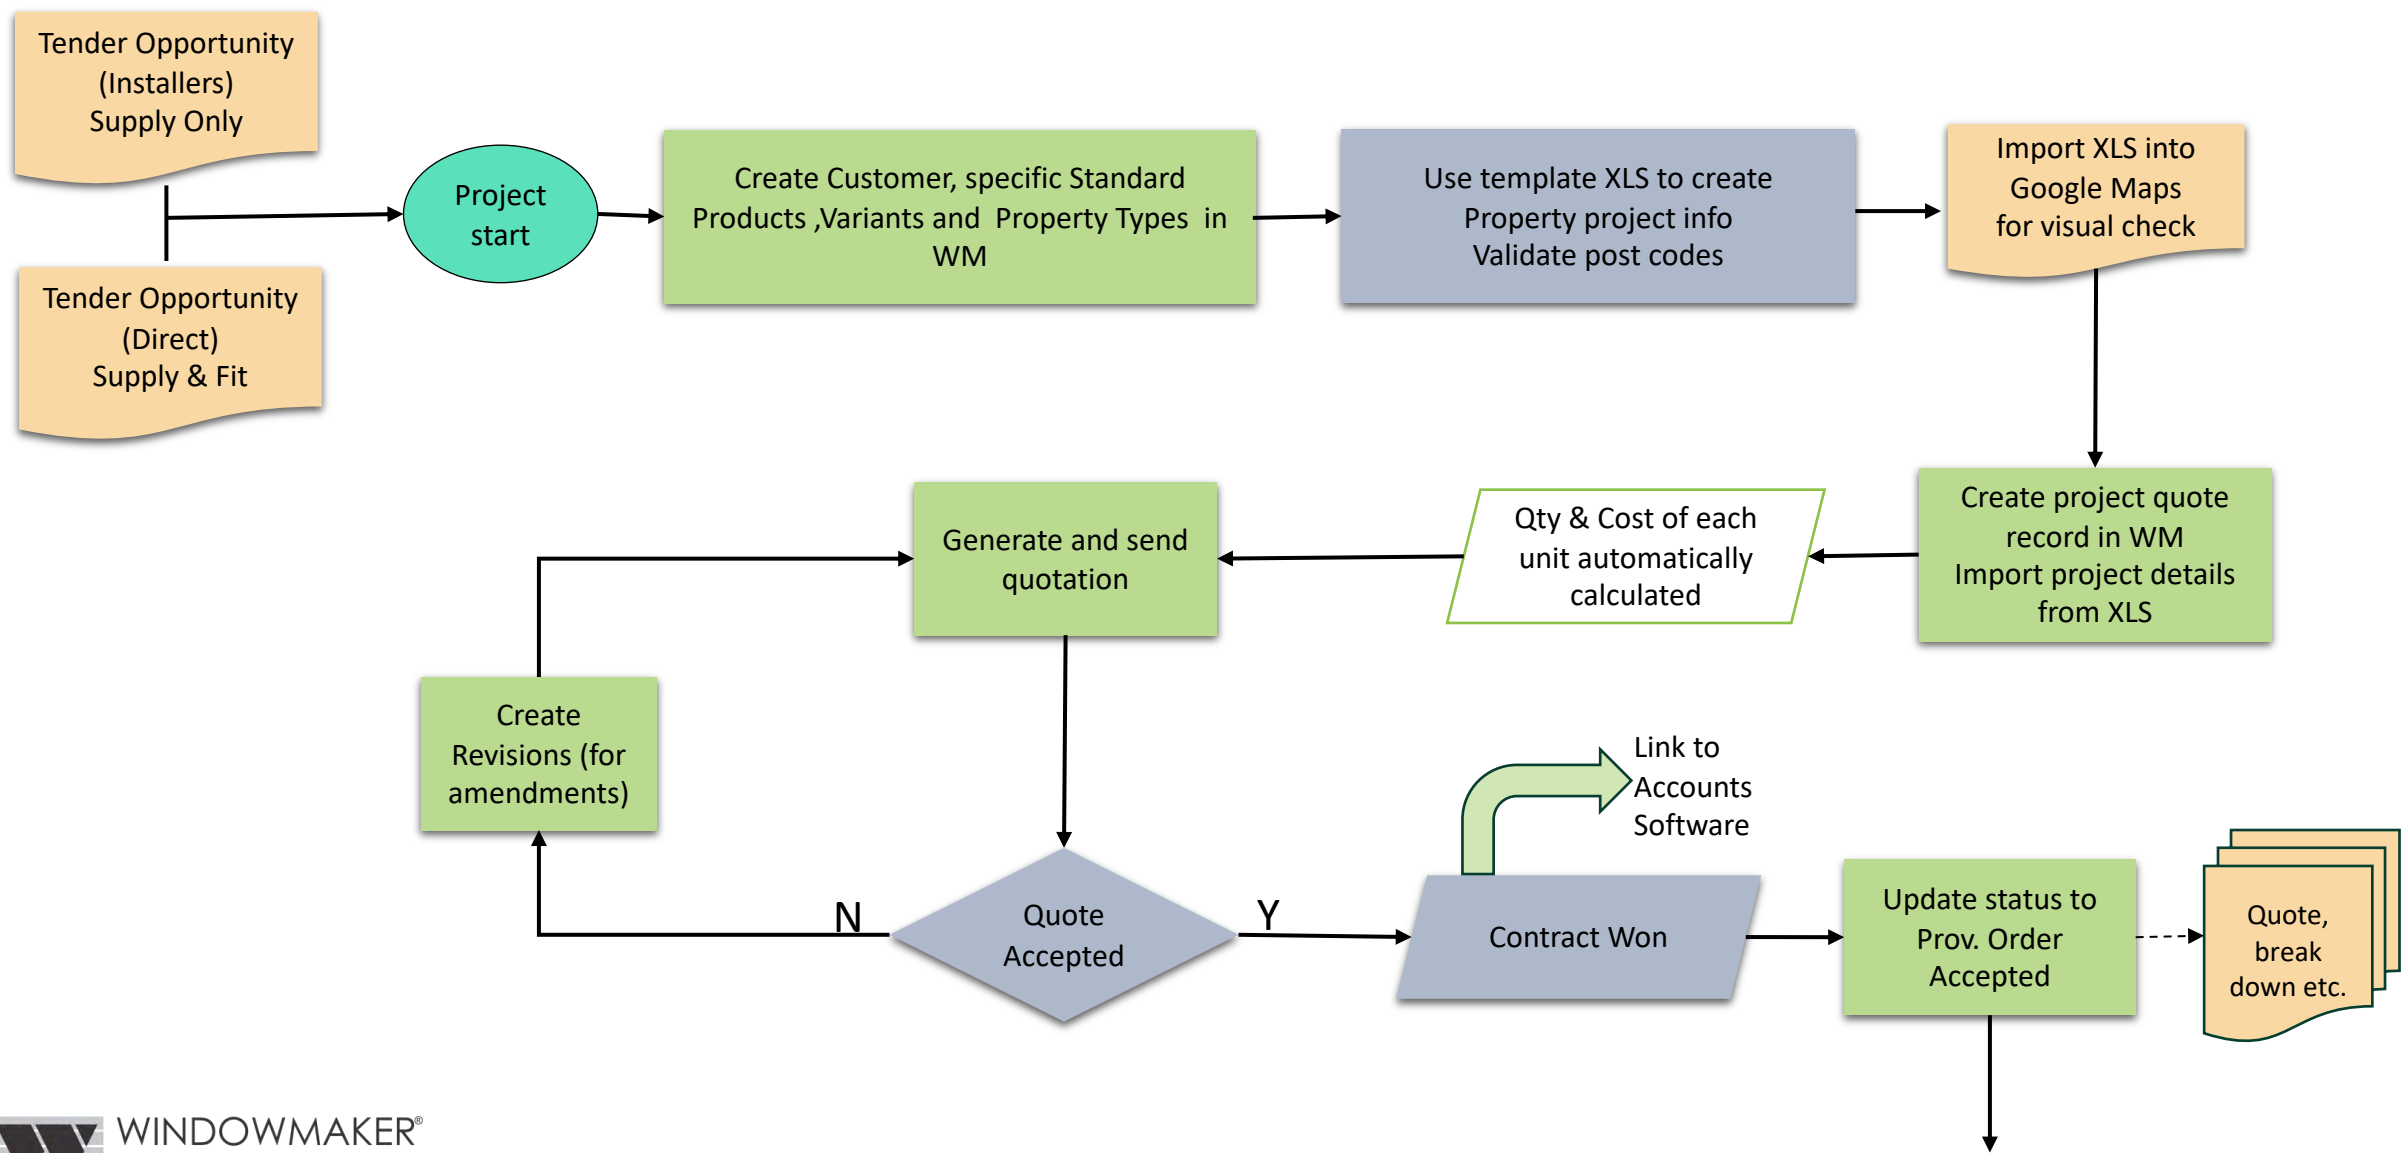 Tender Opportunity
(Installers)
Supply Only
Tender Opportunity
(Direct)
Supply & Fit
Project
start
Create Customer, specific Standard
Products ,Variants and Property Types in
WM
Use template XLS to create
Property project info
Validate post codes
Import XLS into
Google Maps
for visual check
Create project quote
record in WM
Import project details
from XLS
Qty & Cost of each
unit automatically
calculated
Generate and send
quotation
Create
Revisions (for
amendments)
Quote
Accepted
N
Y
Contract Won
Link to
Accounts
Software
Update status to
Prov. Order
Accepted
Quote,
break
down etc.
WINDOWMAKER®